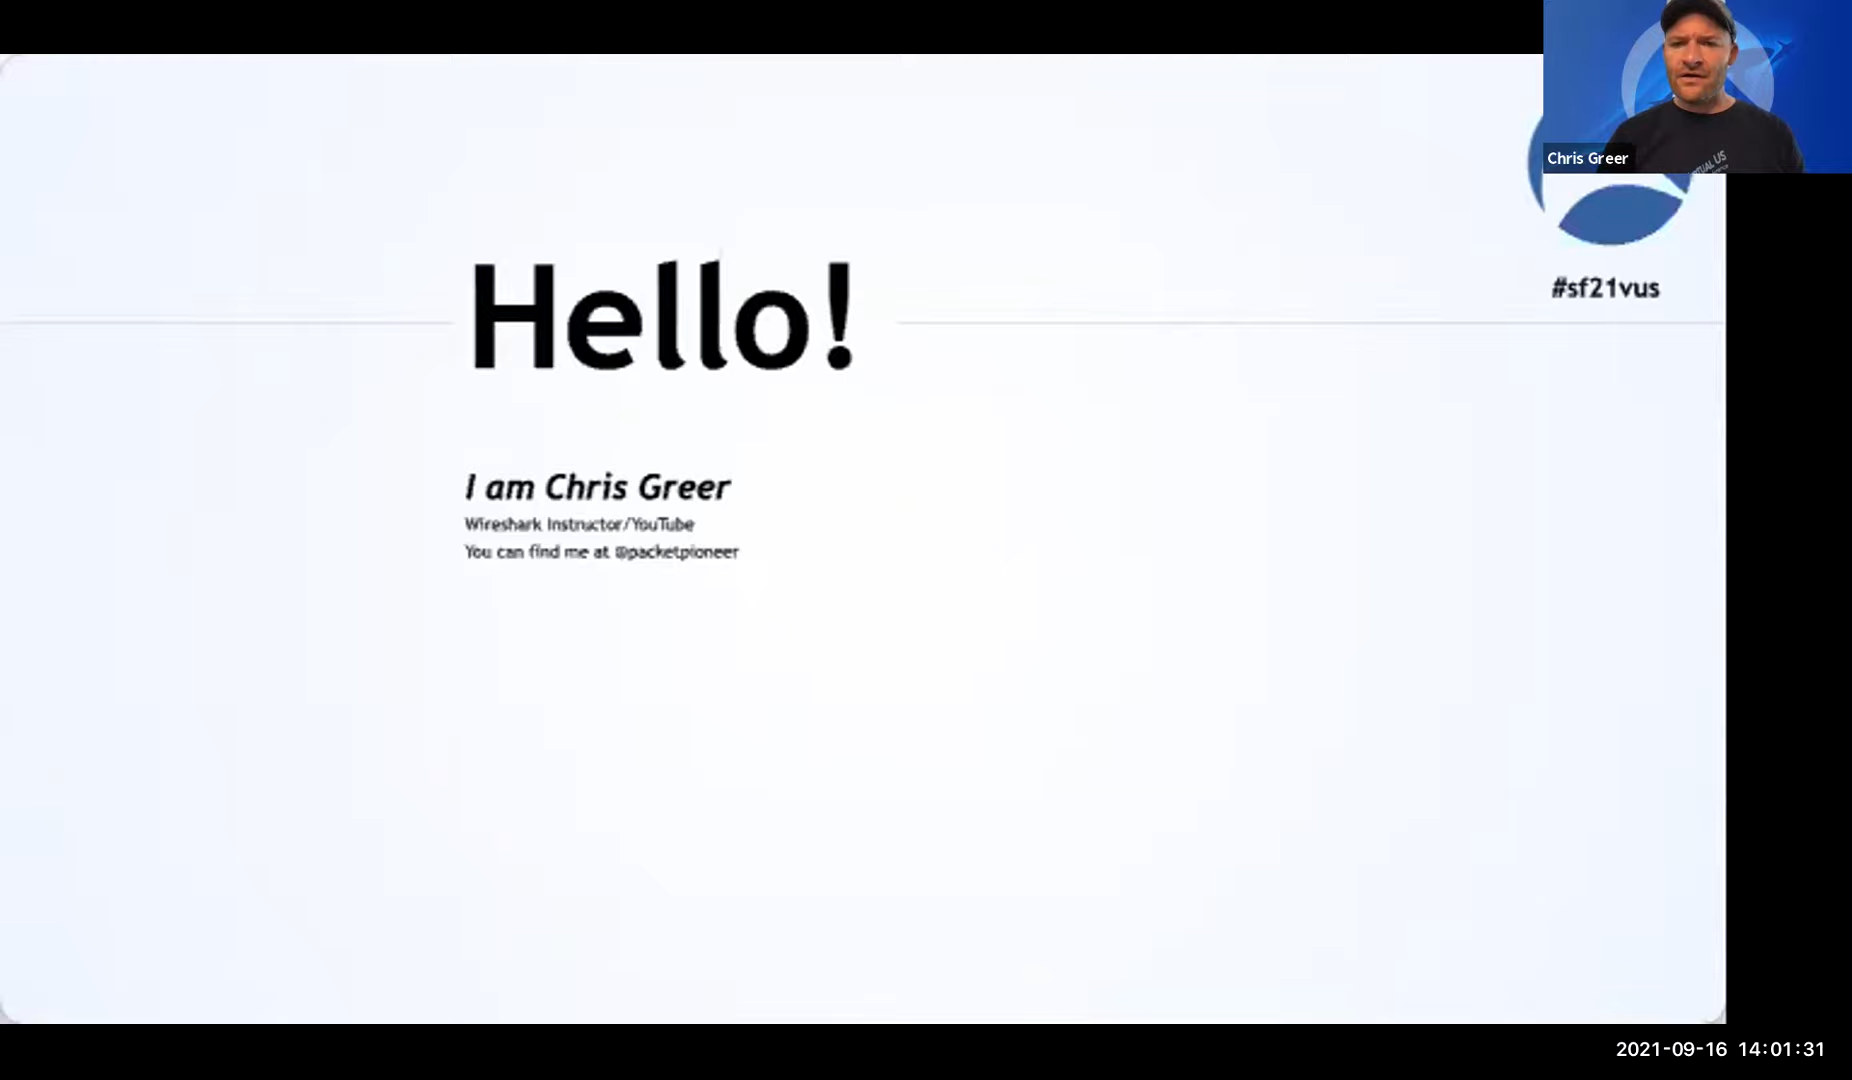 Chris Greer
#sf21vus
Hello!
I am Chris Greer
Wireshark Instructor/YouTube
You can find me at @packetpioneer
2021-09-16 14:01:31